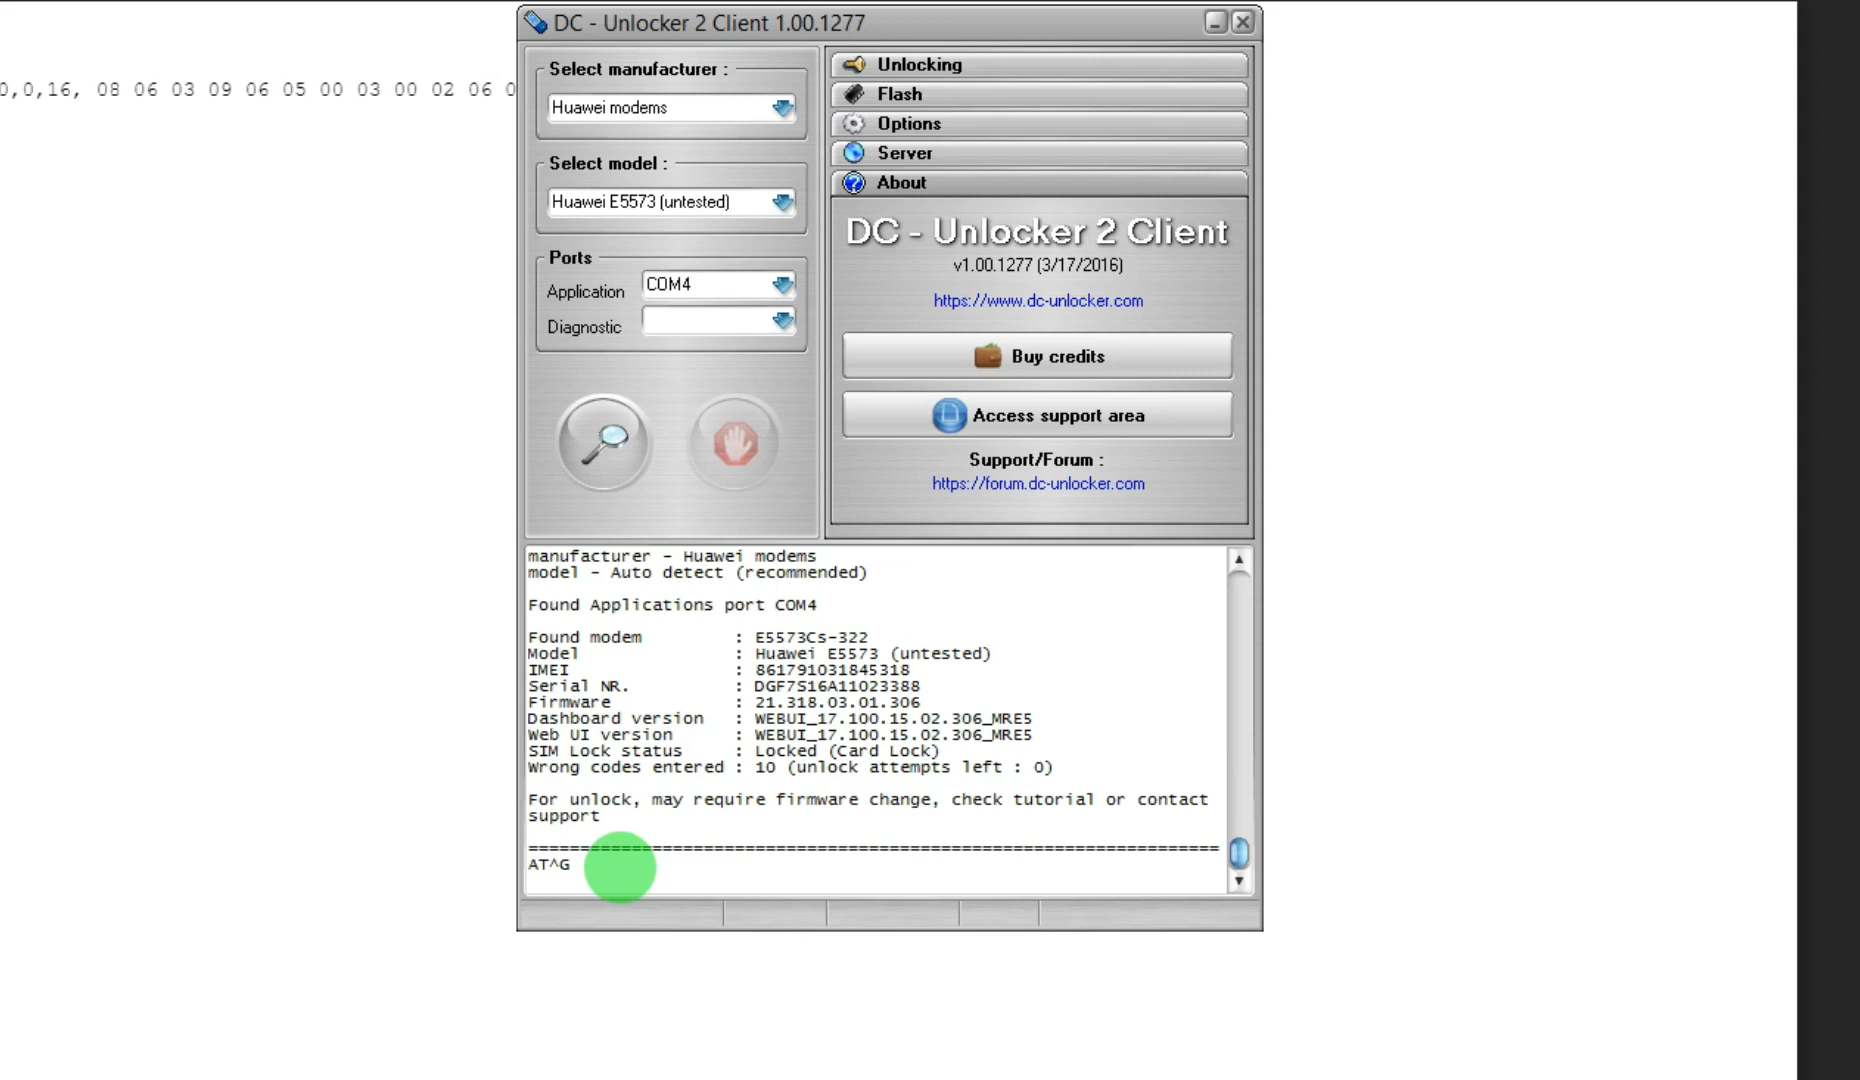 DC - Unlocker 2 Client 1.00.1277
0,0,16, 08 06 03 09 06 05 00 03 00 02 06 0
Select manufacturer :
Huawei modems
Select model :
Huawei E5573 (untested)
Ports
Application COM4
Diagnostic
Unlocking
Flash
Options
Server
About
DC - Unlocker 2 Client
v1.00.1277 (3/17/2016)
https://www.dc-unlocker.com
Buy credits
Access support area
Support/Forum :
https://forum.dc-unlocker.com
manufacturer - Huawei modems
model - Auto detect (recommended)
Found Applications port COM4
Found modem : E5573Cs-322
Model : Huawei E5573 (untested)
IMEI : 861791031845318
Serial NR. : DGF7S16A11023388
Firmware : 21.318.03.01.306
Dashboard version : WEBUI_17.100.15.02.306_MRE5
Web UI version : WEBUI_17.100.15.02.306_MRE5
SIM Lock status : Locked (Card Lock)
Wrong codes entered : 10 (unlock attempts left : 0)
For unlock, may require firmware change, check tutorial or contact
support
===================================================================
AT^G